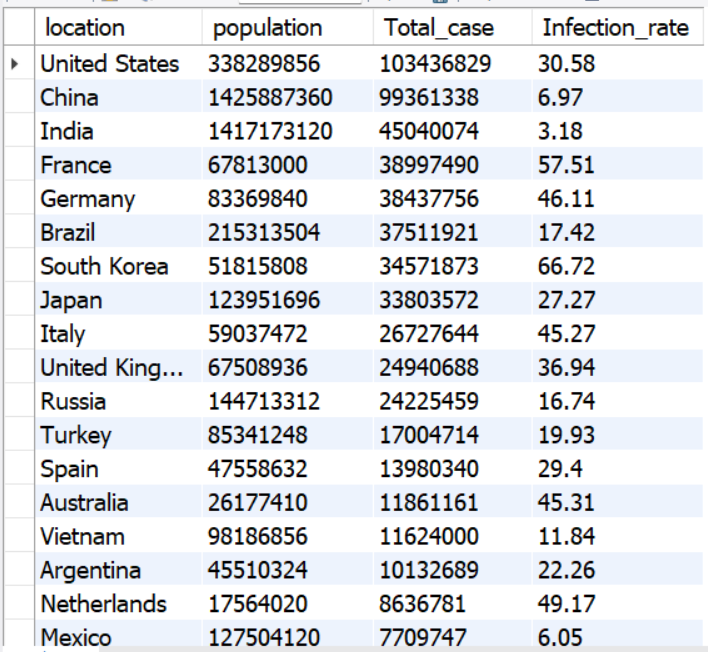 location population Total_case Infection_rate
United States 338289856 103436829 30.58
China 1425887360 99361338 6.97
India 1417173120 45040074 3.18
France 67813000 38997490 57.51
Germany 83369840 38437756 46.11
Brazil 215313504 37511921 17.42
South Korea 51815808 34571873 66.72
Japan 123951696 33803572 27.27
Italy 59037472 26727644 45.27
United King... 67508936 24940688 36.94
Russia 144713312 24225459 16.74
Turkey 85341248 17004714 19.93
Spain 47558632 13980340 29.4
Australia 26177410 11861161 45.31
Vietnam 98186856 11624000 11.84
Argentina 45510324 10132689 22.26
Netherlands 17564020 8636781 49.17
Mexico 127504120 7709747 6.05